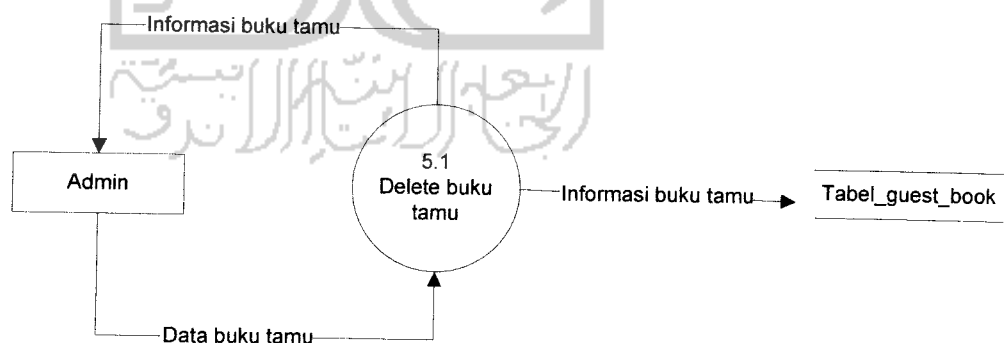 Informasi buku tamu
Admin
5.1
Delete buku
tamu
Informasi buku tamu
Tabel_guest_book
Data buku tamu